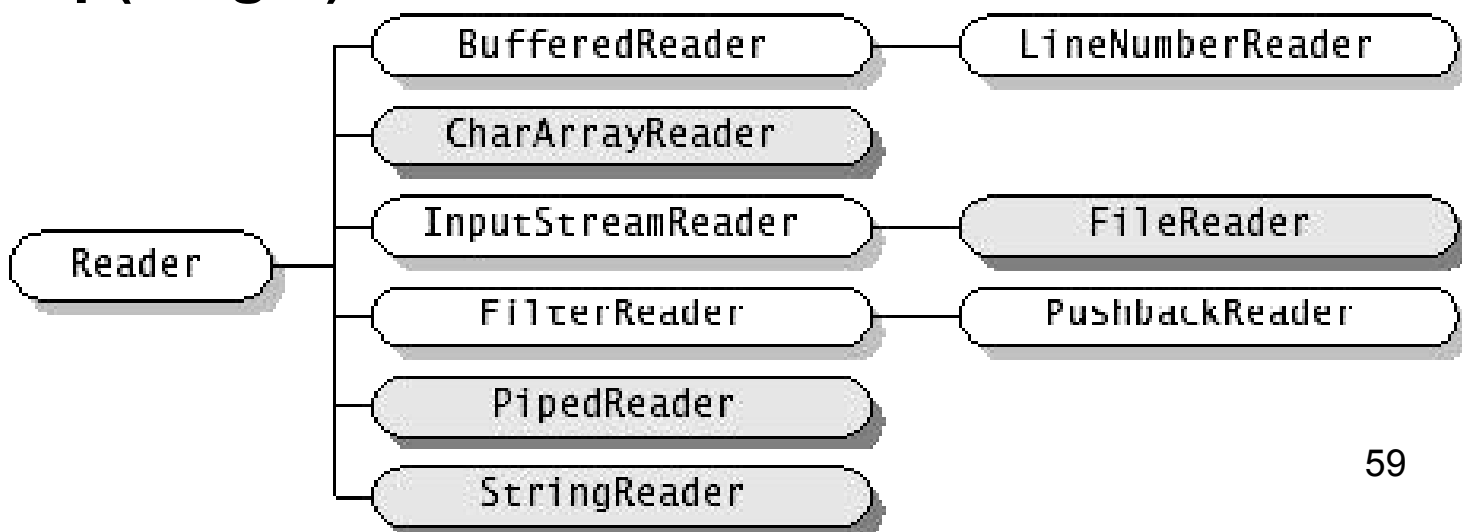 BufferedReader LineNumberReader
CharArrayReader
InputStreamReader FileReader
Reader
FilterReader PushbackReader
PipedReader
StringReader
59